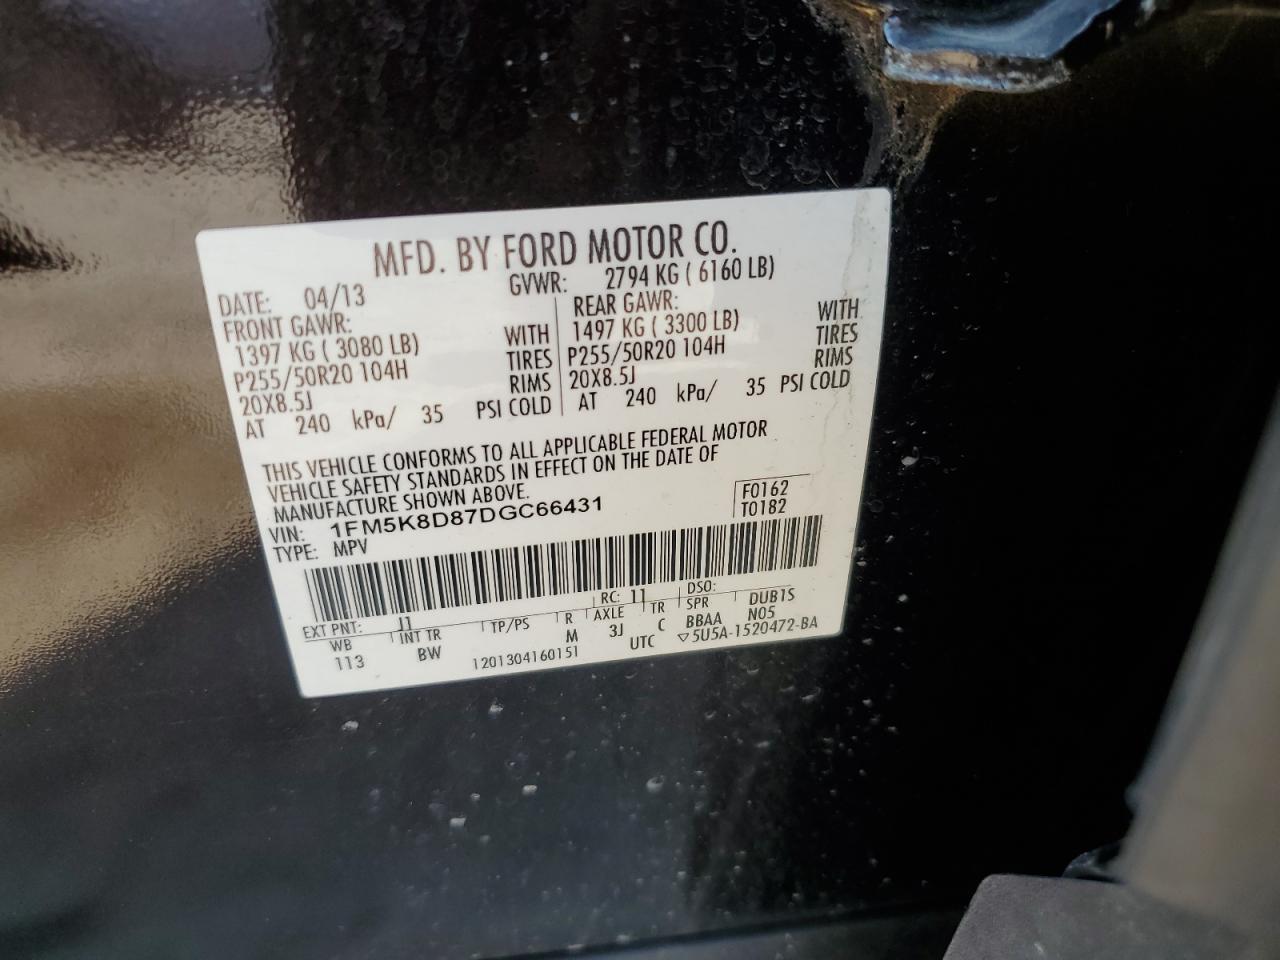 MFD. BY FORD MOTOR CO.
DATE: 04/13 GVWR: 2794 KG ( 6160 LB)
FRONT GAWR: REAR GAWR:
1397 KG ( 3080 LB) WITH 1497 KG ( 3300 LB) WITH
P255/50R20 104H TIRES P255/50R20 104H TIRES
20X8.5J RIMS 20X8.5J RIMS
AT 240 kPa/ 35 PSI COLD AT 240 kPa/ 35 PSI COLD
THIS VEHICLE CONFORMS TO ALL APPLICABLE FEDERAL MOTOR
VEHICLE SAFETY STANDARDS IN EFFECT ON THE DATE OF
MANUFACTURE SHOWN ABOVE.
VIN: 1FM5K8D87DGC66431 F0162
TYPE: MPV T0182
EXT PNT: J1 RC: 11 DSO:
WB INT TR TP/PS R AXLE TR SPR DUB1S
113 BW M 3J C BBAA N05
1201304160151 UTC ▽5U5A-1520472-BA